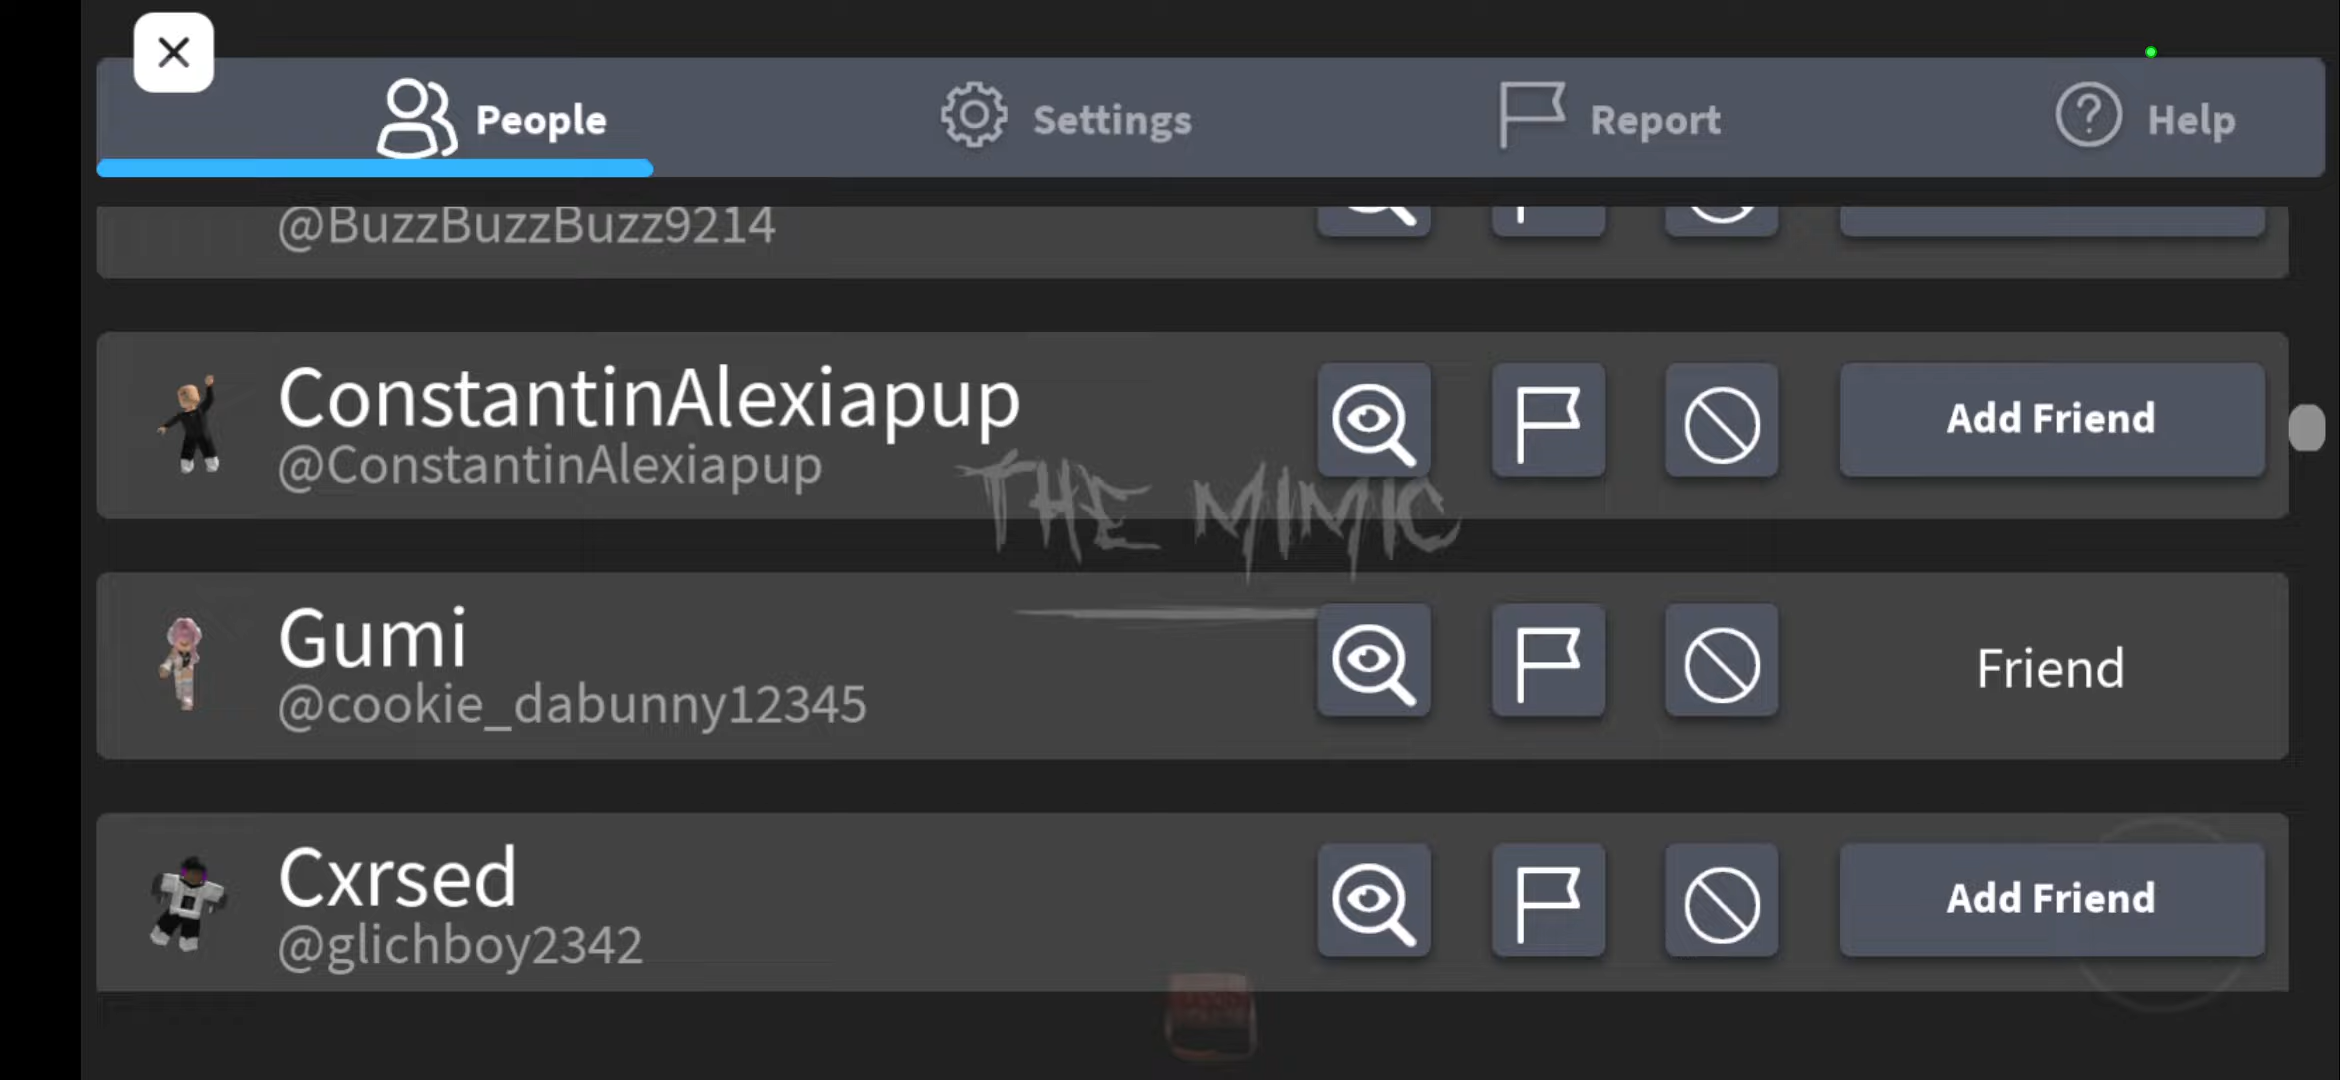 People
Settings
Report
Help
@BuzzBuzzBuzz9214
ConstantinAlexiapup
@ConstantinAlexiapup
Add Friend
THE MIMIC
Gumi
@cookie_dabunny12345
Friend
Cxrsed
@glichboy2342
Add Friend